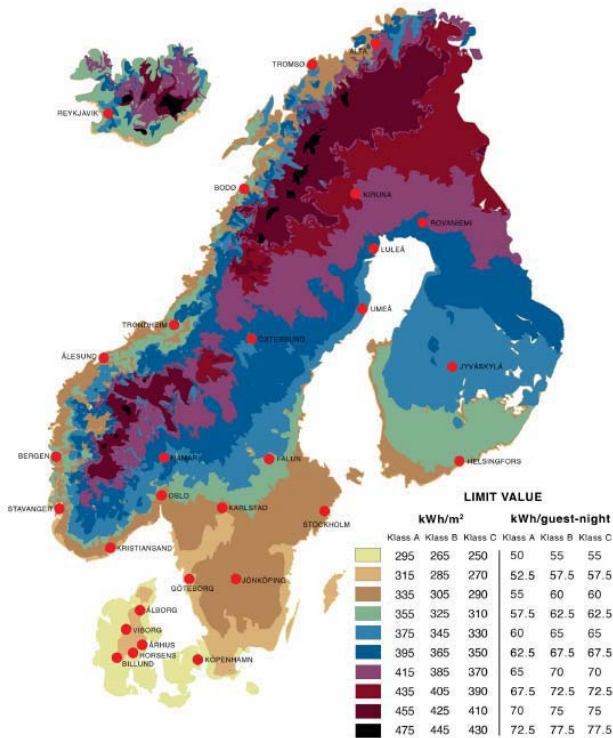 ALTA
TROMSØ
REYKJAVIK
BODØ
KIRUNA
ROVANIEMI
LULEÅ
UMEÅ
TRONDHEIM
ÖSTERSUND
ÅLESUND
JYVÄSKYLÄ
BERGEN
HAMAR
FALUN
HELSINGFORS
OSLO
STAVANGER
KARLSTAD
STOCKHOLM
KRISTIANSAND
GÖTEBORG
JÖNKÖPING
ÅLBORG
VIBORG
ÅRHUS
HORSENS
BILLUND
KÖPENHAMN
LIMIT VALUE
kWh/m² kWh/guest-night
Klass A Klass B Klass C Klass A Klass B Klass C
295 265 250 50 55 55
315 285 270 52.5 57.5 57.5
335 305 290 55 60 60
355 325 310 57.5 62.5 62.5
375 345 330 60 65 65
395 365 350 62.5 67.5 67.5
415 385 370 65 70 70
435 405 390 67.5 72.5 72.5
455 425 410 70 75 75
475 445 430 72.5 77.5 77.5